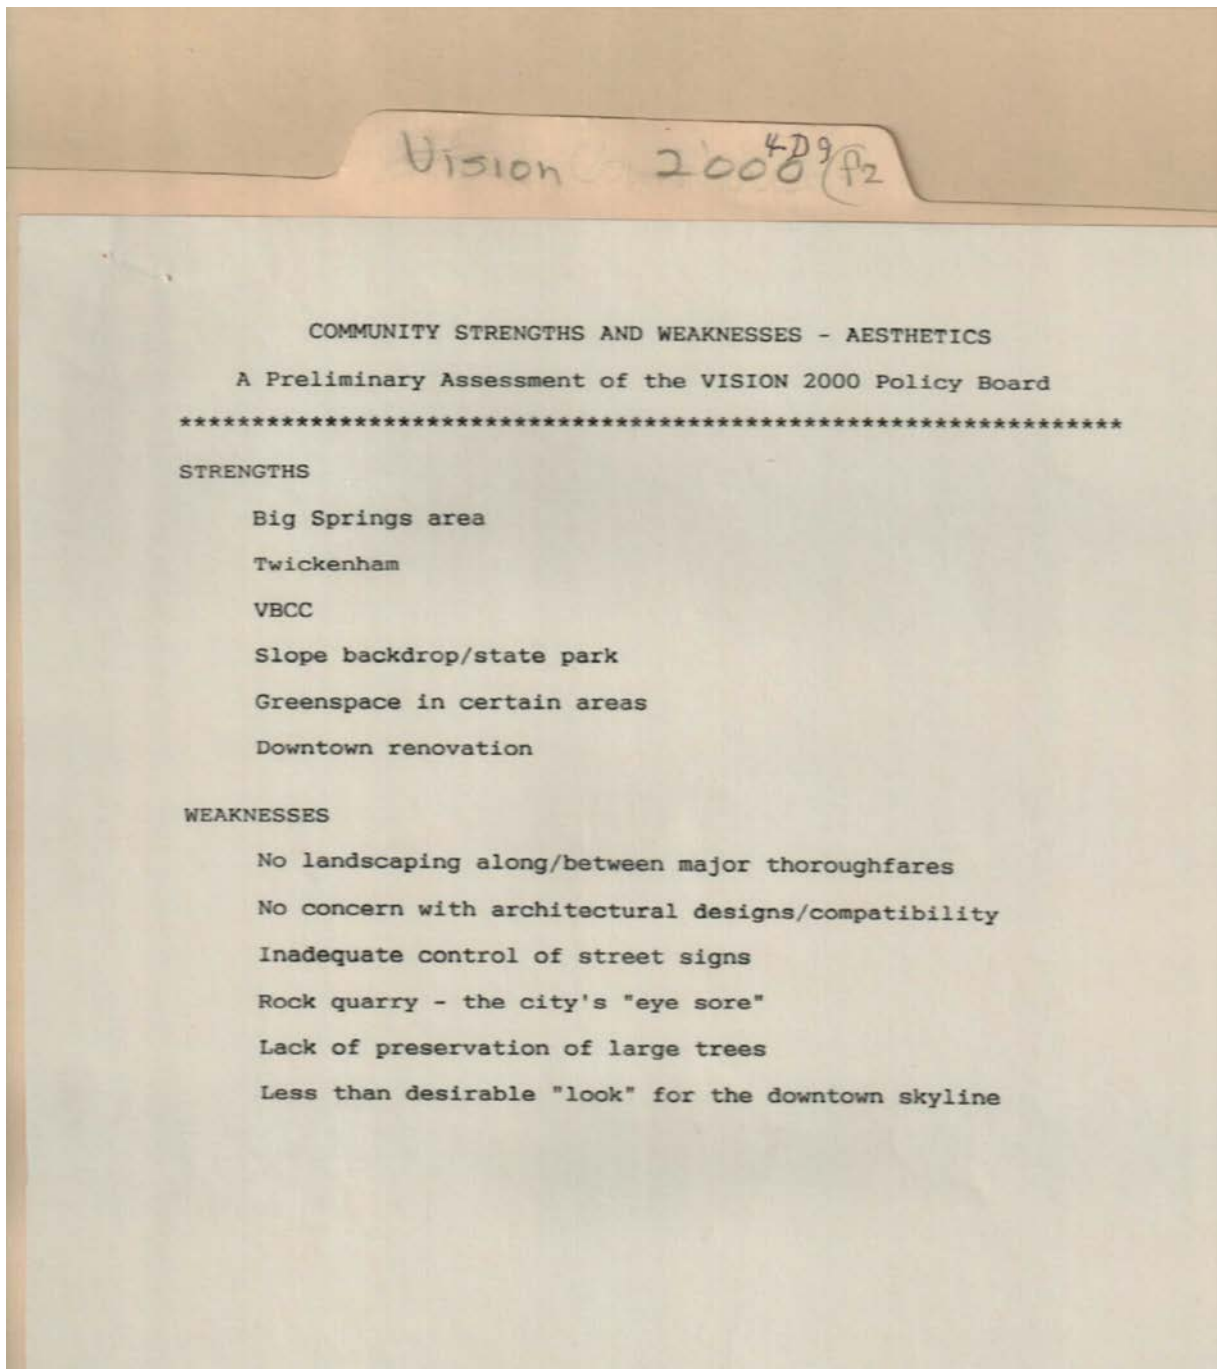 Vision 2000
4D9 f2
COMMUNITY STRENGTHS AND WEAKNESSES - AESTHETICS
A Preliminary Assessment of the VISION 2000 Policy Board
*****************************************************************
STRENGTHS
Big Springs area
Twickenham
VBCC
Slope backdrop/state park
Greenspace in certain areas
Downtown renovation
WEAKNESSES
No landscaping along/between major thoroughfares
No concern with architectural designs/compatibility
Inadequate control of street signs
Rock quarry - the city's "eye sore"
Lack of preservation of large trees
Less than desirable "look" for the downtown skyline